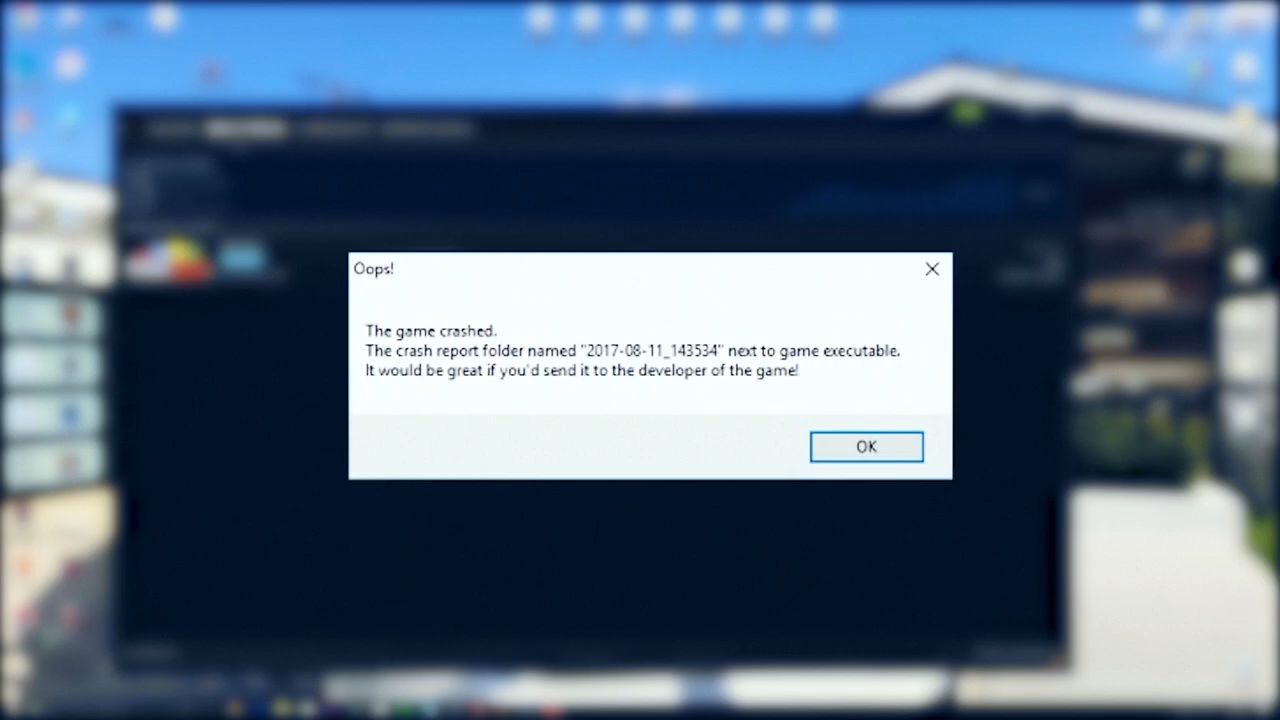 Oops!
The game crashed.
The crash report folder named "2017-08-11_143534" next to game executable.
It would be great if you'd send it to the developer of the game!
OK